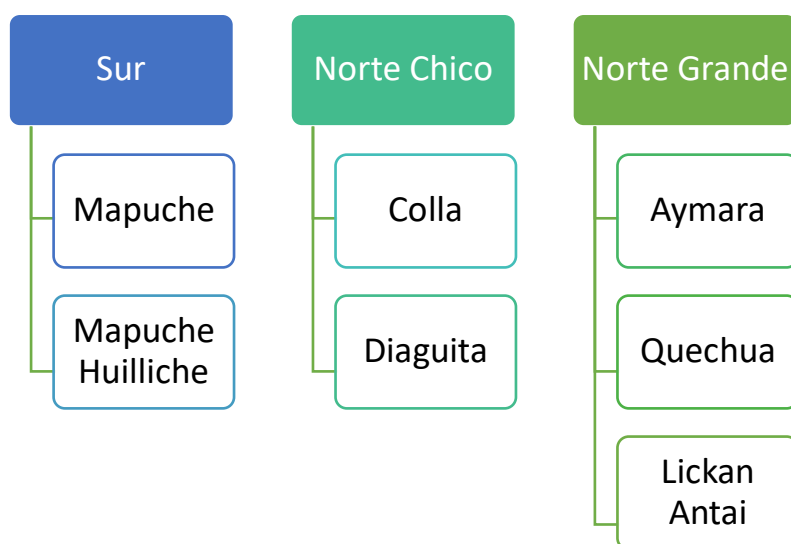 Sur
Mapuche
Mapuche
Huilliche
Norte Chico
Colla
Diaguita
Norte Grande
Aymara
Quechua
Lickan
Antai